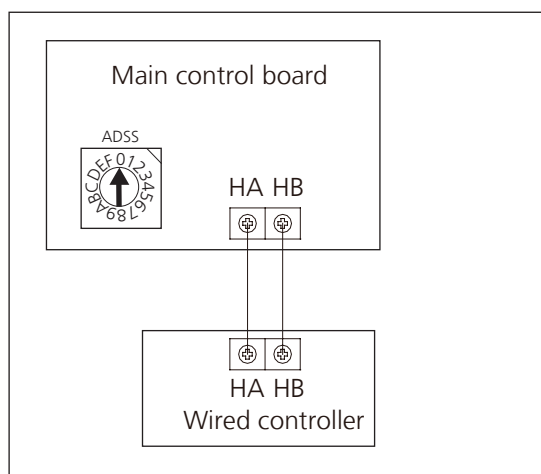 Main control board
ADSS
0123456789ABCDEF
HA HB
HA HB
Wired controller